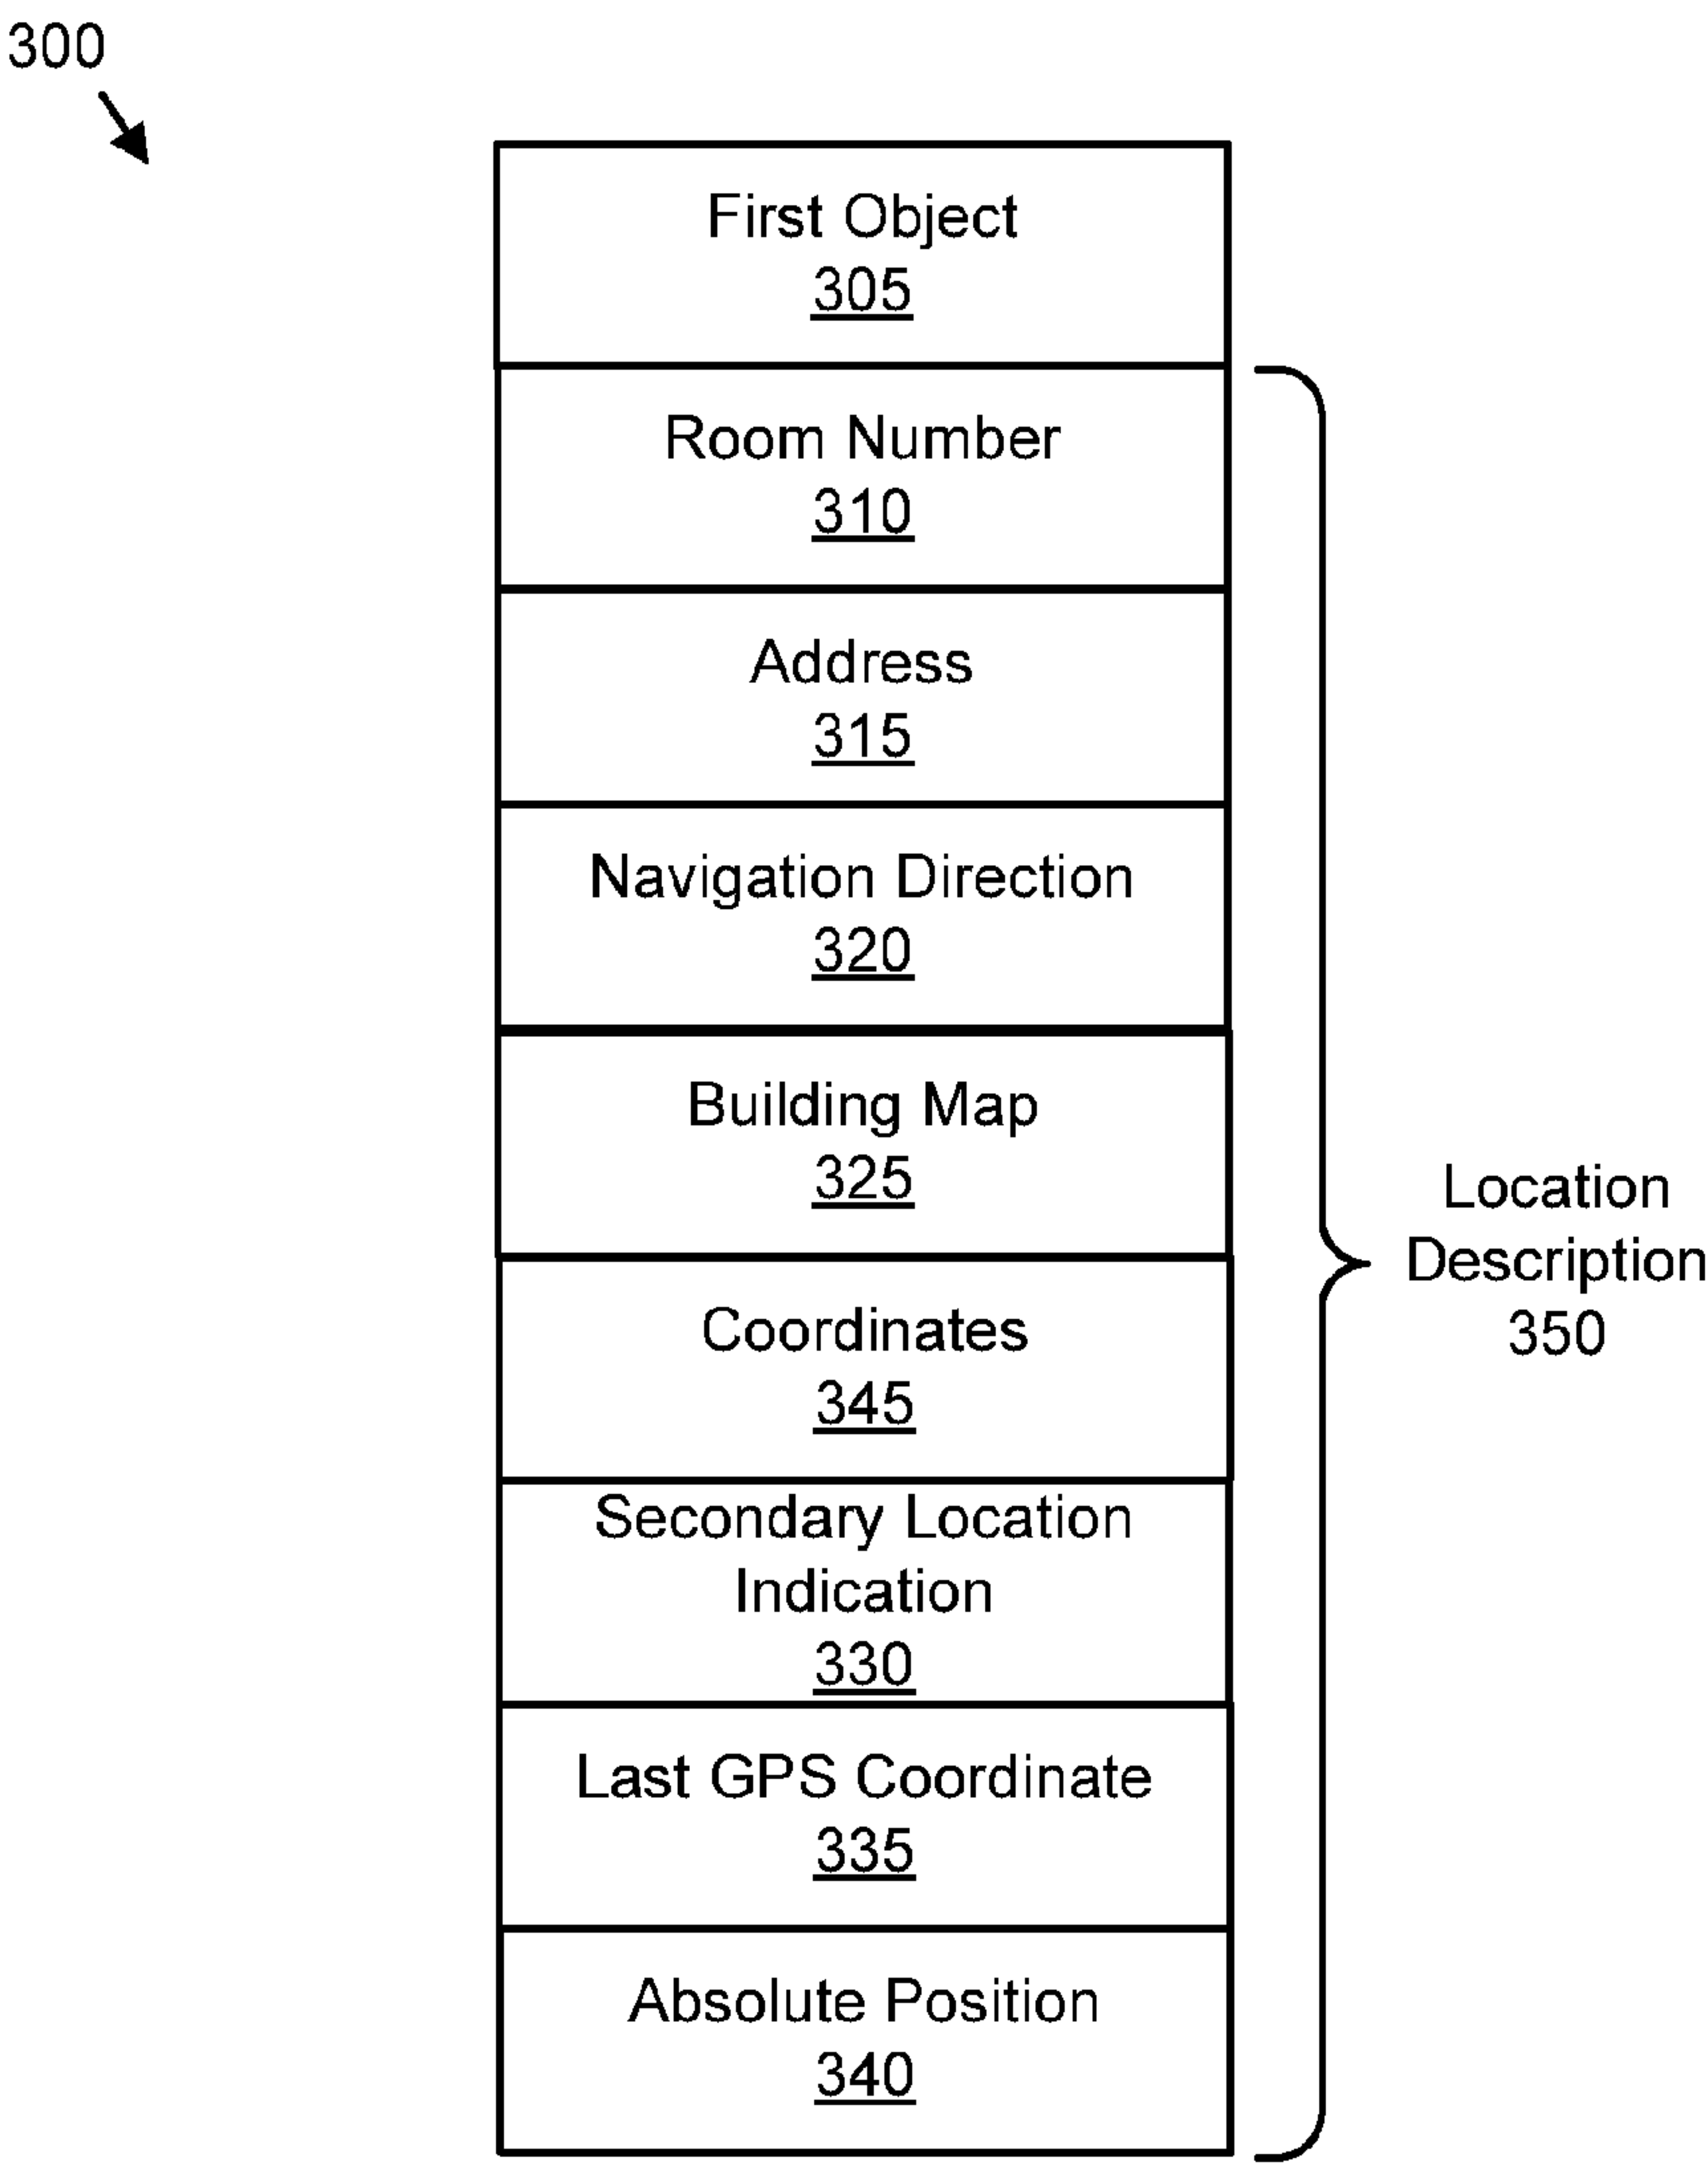 300
First Object
305
Room Number
310
Address
315
Navigation Direction
320
Building Map
325
Coordinates
345
Secondary Location
Indication
330
Last GPS Coordinate
335
Absolute Position
340
Location
Description
350